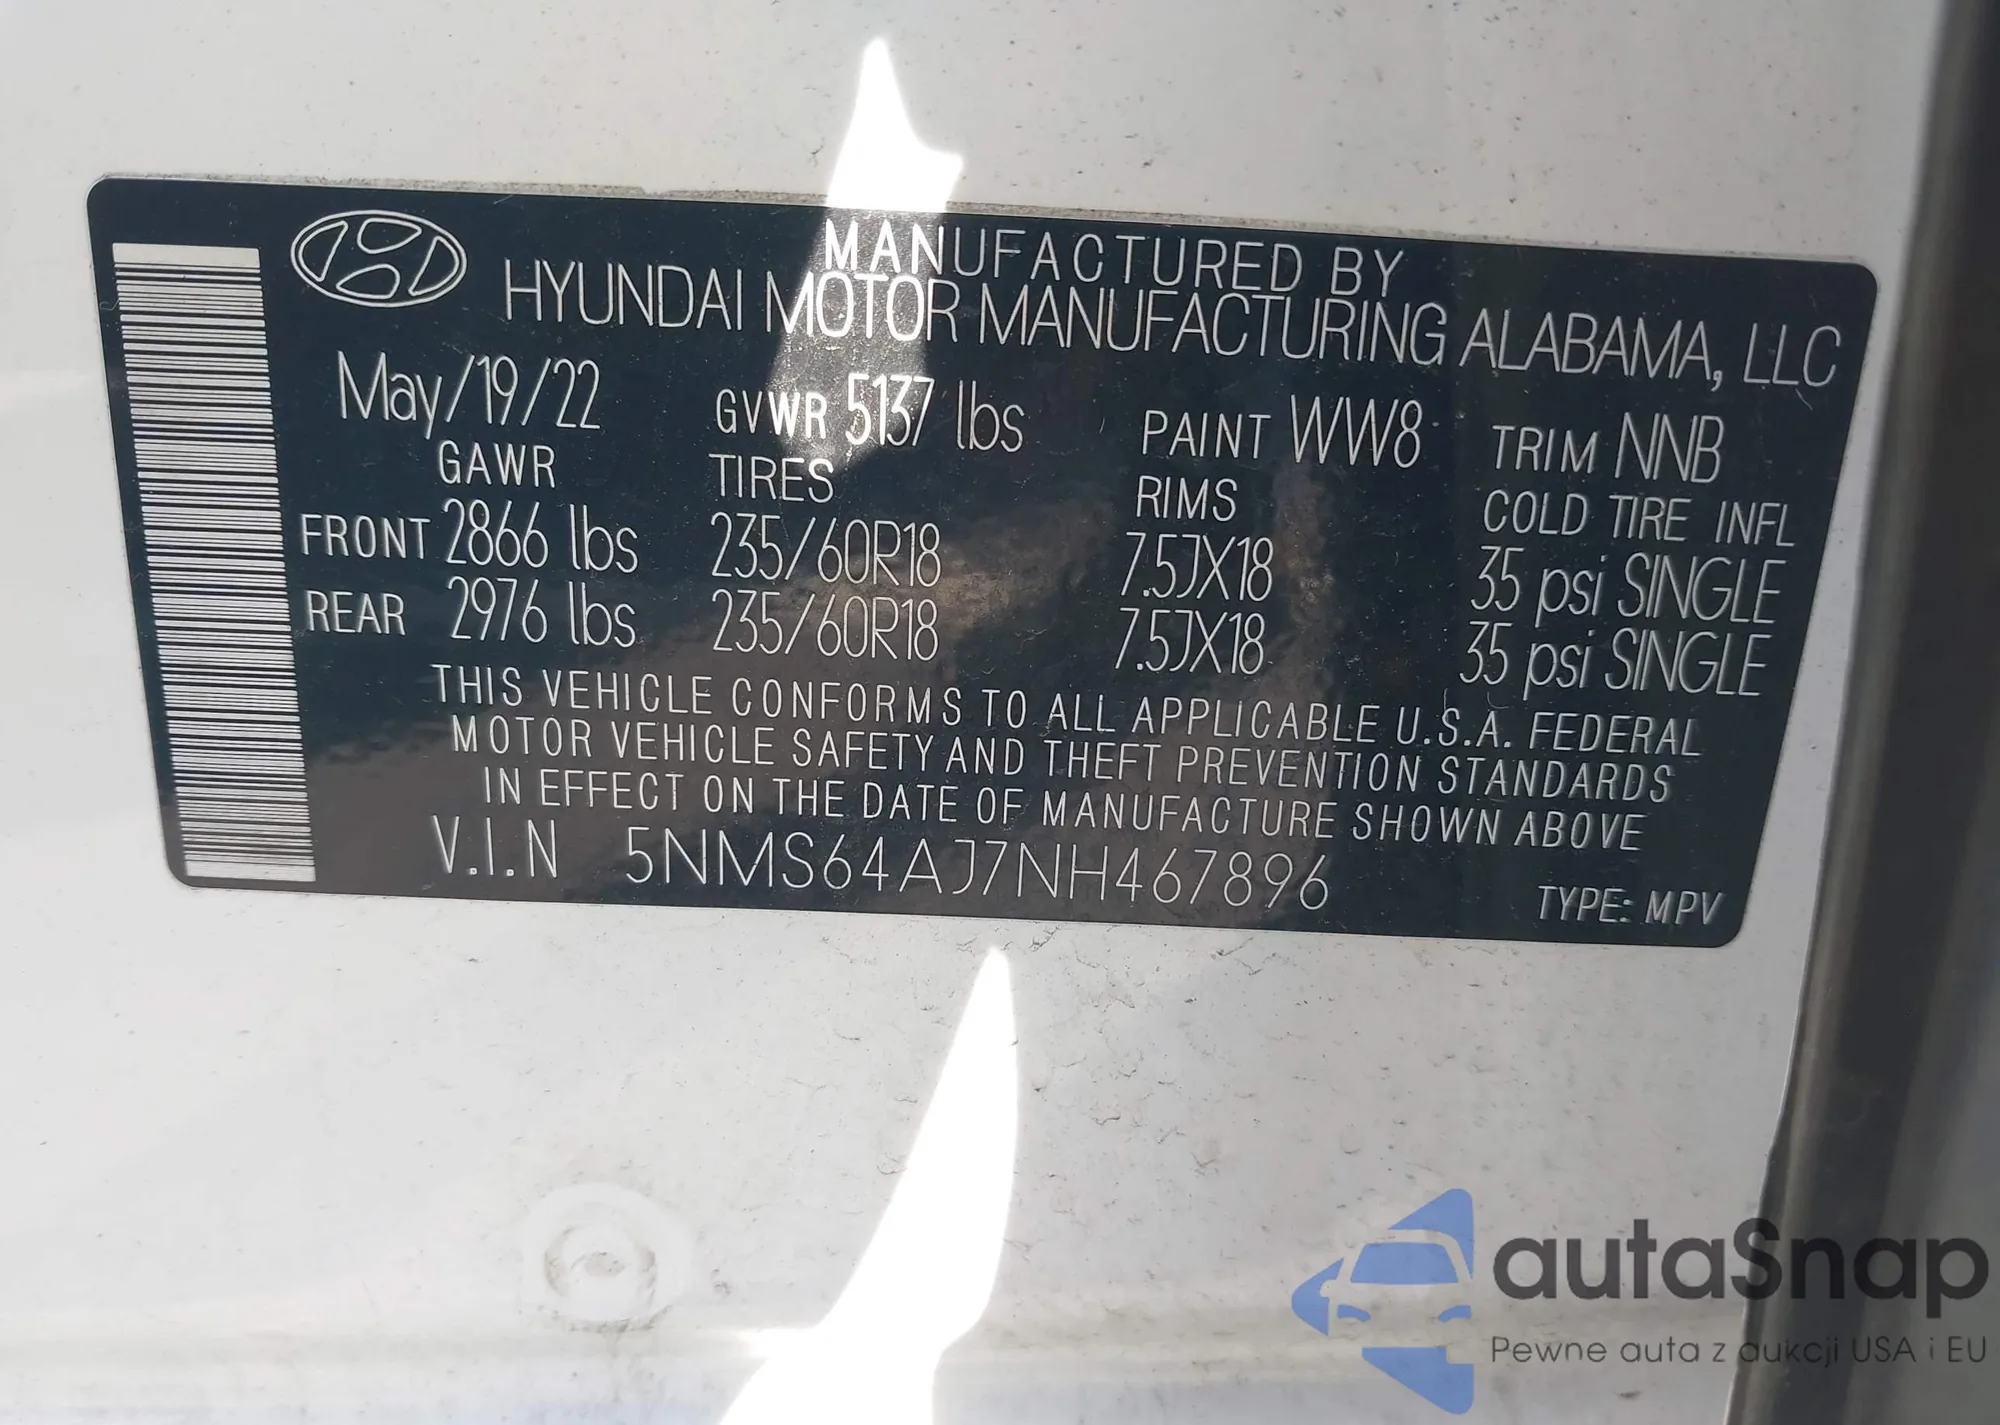 MANUFACTURED BY
HYUNDAI MOTOR MANUFACTURING ALABAMA, LLC
May/19/22 GVWR 5137 lbs PAINT WW8 TRIM NNB
GAWR TIRES RIMS COLD TIRE INFL
FRONT 2866 lbs 235/60R18 7.5JX18 35 psi SINGLE
REAR 2976 lbs 235/60R18 7.5JX18 35 psi SINGLE
THIS VEHICLE CONFORMS TO ALL APPLICABLE U.S.A. FEDERAL
MOTOR VEHICLE SAFETY AND THEFT PREVENTION STANDARDS
IN EFFECT ON THE DATE OF MANUFACTURE SHOWN ABOVE
V.I.N 5NMS64AJ7NH467896
TYPE: MPV
autaSnap
Pewne auta z aukcji USA i EU